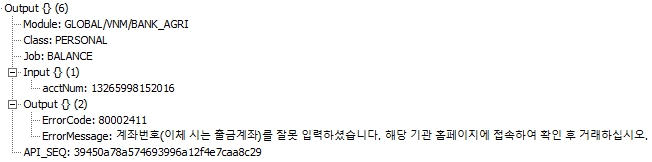 Output {} (6)
Module: GLOBAL/VNM/BANK_AGRI
Class: PERSONAL
Job: BALANCE
Input {} (1)
acctNum: 13265998152016
Output {} (2)
ErrorCode: 80002411
ErrorMessage: 계좌번호(이체 시는 출금계좌)를 잘못 입력하셨습니다. 해당 기관 홈페이지에 접속하여 확인 후 거래하십시오.
API_SEQ: 39450a78a574693996a12f4e7caa8c29